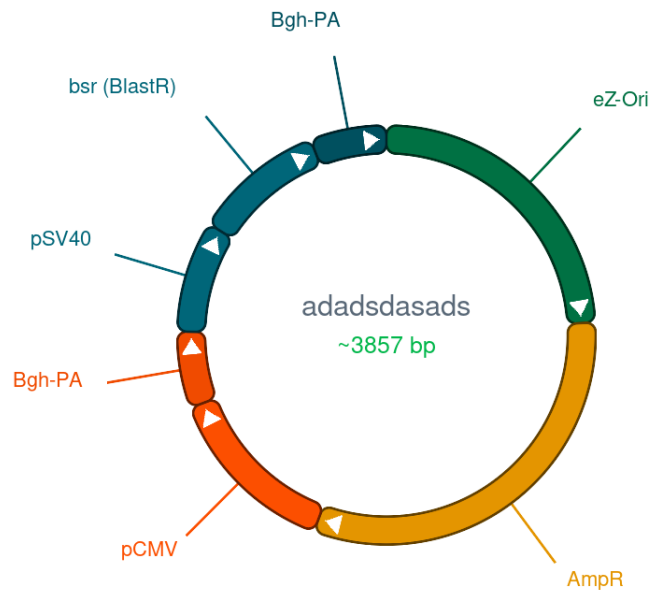 Bgh-PA
bsr (BlastR)
eZ-Ori
pSV40
adadsdasads
~3857 bp
Bgh-PA
pCMV
AmpR